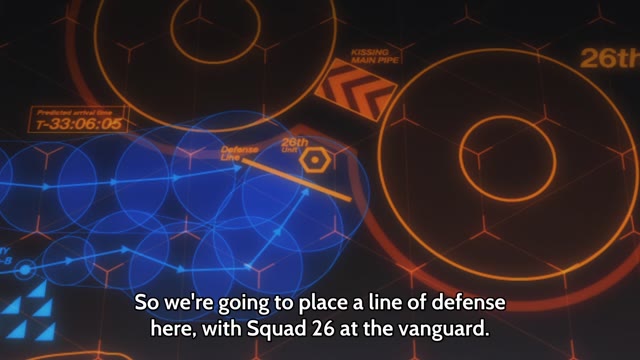 KISSING
MAIN PIPE
26th
Predicted arrival time
T-33:06:05
Defense
Line
26th
Unit
So we're going to place a line of defense
here, with Squad 26 at the vanguard.